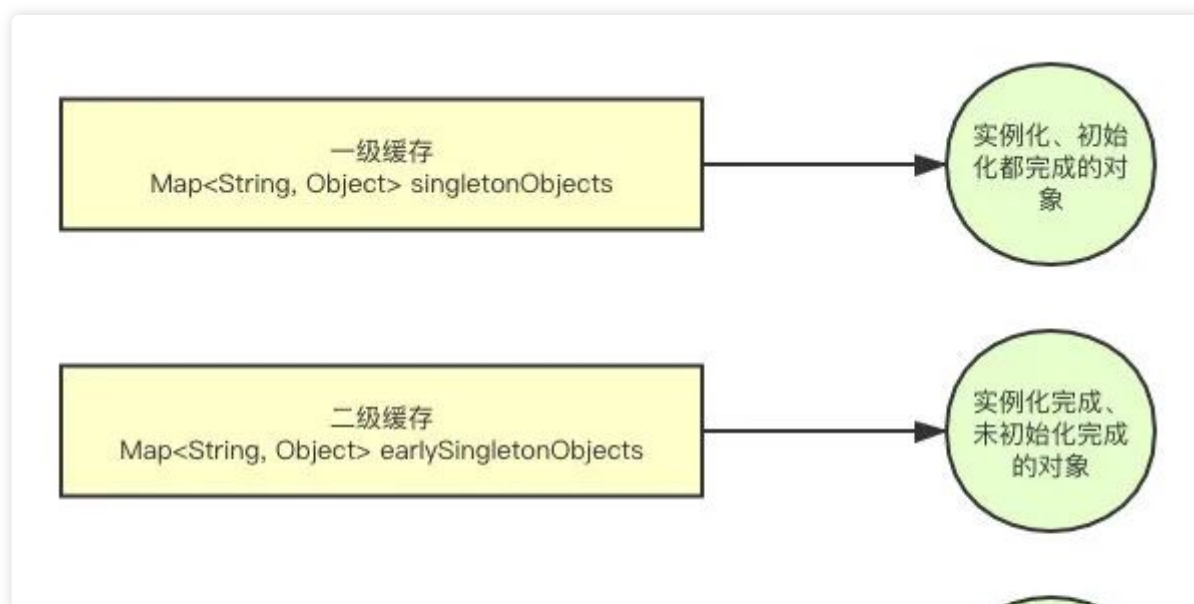 一级缓存
Map<String, Object> singletonObjects
实例化、初始
化都完成的对
象
二级缓存
Map<String, Object> earlySingletonObjects
实例化完成、
未初始化完成
的对象